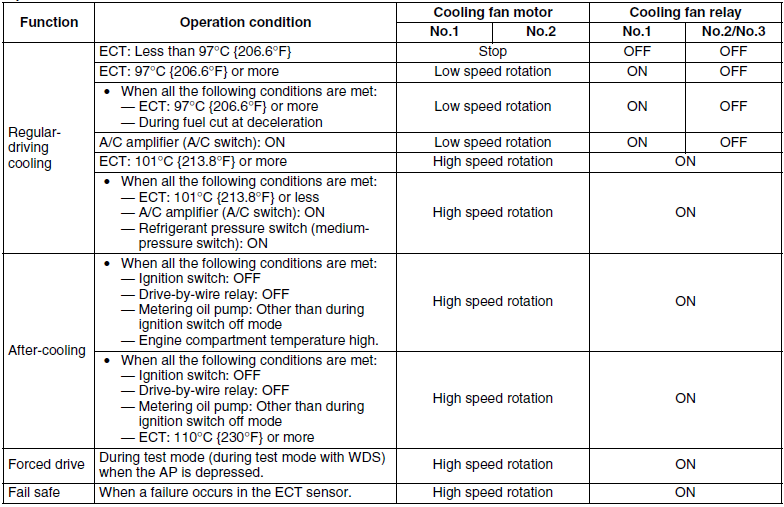 Function Operation condition Cooling fan motor Cooling fan relay
No.1 No.2 No.1 No.2/No.3
Regular-
driving
cooling
ECT: Less than 97°C {206.6°F} Stop OFF OFF
ECT: 97°C {206.6°F} or more Low speed rotation ON OFF
• When all the following conditions are met:
— ECT: 97°C {206.6°F} or more
— During fuel cut at deceleration
Low speed rotation ON OFF
A/C amplifier (A/C switch): ON Low speed rotation ON OFF
ECT: 101°C {213.8°F} or more High speed rotation ON
• When all the following conditions are met:
— ECT: 101°C {213.8°F} or less
— A/C amplifier (A/C switch): ON
— Refrigerant pressure switch (medium-
pressure switch): ON
High speed rotation ON
After-cooling
• When all the following conditions are met:
— Ignition switch: OFF
— Drive-by-wire relay: OFF
— Metering oil pump: Other than during
ignition switch off mode
— Engine compartment temperature high.
High speed rotation ON
• When all the following conditions are met:
— Ignition switch: OFF
— Drive-by-wire relay: OFF
— Metering oil pump: Other than during
ignition switch off mode
— ECT: 110°C {230°F} or more
High speed rotation ON
Forced drive
During test mode (during test mode with WDS)
when the AP is depressed.
High speed rotation ON
Fail safe When a failure occurs in the ECT sensor. High speed rotation ON